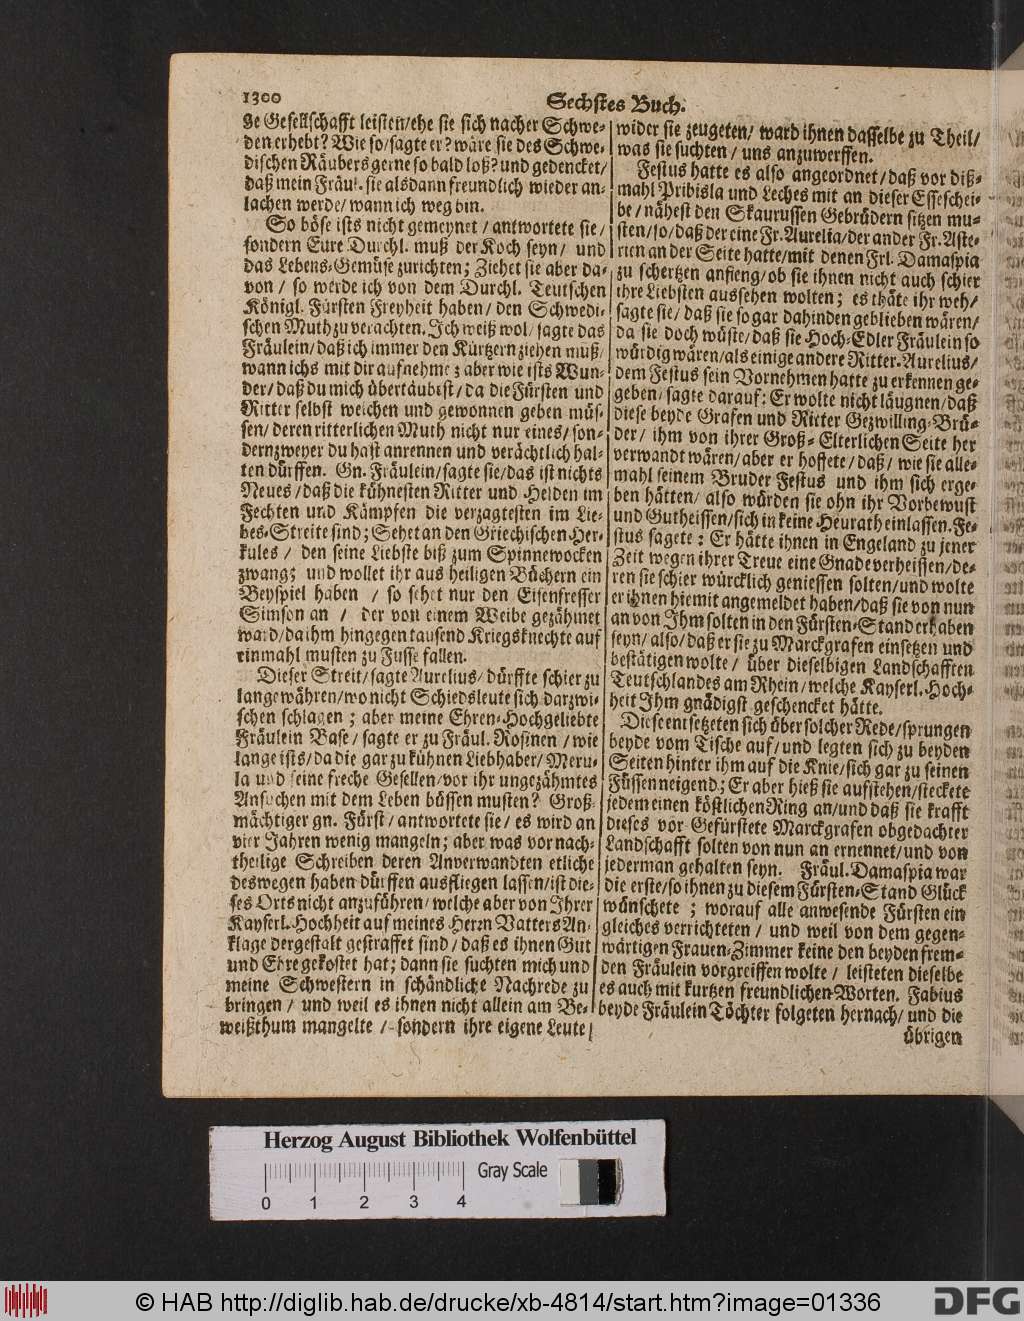 1300
Sechstes Buch.
ge Gesellschafft leisten/ehe sie sich nacher Schwe-
den erhebt? Wie so/sagte er? wäre sie des Schwe-
dischen Räubers gerne so bald loß? und gedencket/
daß mein Fräul. sie alsdann freundlich wieder an-
lachen werde/wann ich weg bin.
So böse ists nicht gemeynet/antwortete sie/
sondern Eure Durchl. muß der Koch seyn/ und
das Lebens-Gemüse zurichten; Ziehet sie aber da-
von/ so werde ich von dem Durchl. Teutschen
Königl. Fürsten Freyheit haben/den Schwedi-
schen Muth zu verachten. Ich weiß wol/sagte das
Fräulein/daß ich immer den Kürtzern ziehen muß/
wann ichs mit dir aufnehme; aber wie ists Wun-
der/daß du mich übertäubest/da die Fürsten und
Ritter selbst weichen und gewonnen geben müs-
sen/deren ritterlichen Muth nicht nur eines/son-
dern zweyer du hast anrennen und verächtlich hal-
ten dürffen. Gn. Fräulein/sagte sie/das ist nichts
Neues/daß die kühnesten Ritter und Helden im
Fechten und Kämpfen die verzagtesten im Lie-
bes-Streite sind; Sehet an den Griechischen Her-
kules/ den seine Liebste biß zum Spinnewocken
zwang; und wollet ihr aus heiligen Büchern ein
Beyspiel haben / so sehet nur den Eisenfresser
Simson an / der von einem Weibe gezähmet
ward/da ihm hingegen tausend Kriegsknechte auf
einmahl musten zu Fusse fallen.
Dieser Streit/sagte Aurelius/dürffte schier zu
lange währen/wo nicht Schiedsleute sich darzwi-
schen schlagen; aber meine Ehren-Hochgeliebte
Fräulein Base/sagte er zu Fräul. Rosinen/wie
lange ists/da die gar zu kühnen Liebhaber/Meru-
la und seine freche Gesellen/vor ihr ungezähmtes
Ansuchen mit dem Leben büssen musten? Groß-
mächtiger gn. Fürst/antwortete sie/es wird an
vier Jahren wenig mangeln; aber was vor nach-
theilige Schreiben deren Anverwandten etliche
deswegen haben dürffen ausfliegen lassen/ist die-
ses Orts nicht anzuführen/welche aber von Ihrer
Kayserl. Hochheit auf meines Herrn Vatters An-
klage dergestalt gestraffet sind/daß es ihnen Gut
und Ehre gekostet hat; dann sie suchten mich und
meine Schwestern in schändliche Nachrede zu
bringen/ und weil es ihnen nicht allein am Be-
weißthum mangelte/ sondern ihre eigene Leute
wider sie zeugeten/ ward ihnen dasselbe zu Theil/
was sie suchten/ uns anzuwerffen.
Festus hatte es also angeordnet/daß vor diß-
mahl Pribisla und Leches mit an dieser Esseschei-
be/nähest den Skaurussen Gebrüdern sitzen mu-
sten/so/daß der eine Fr. Aurelia/der ander Fr. Aste-
rien an der Seite hatte/mit denen Frl. Damaspia
zu schertzen anfieng/ob sie ihnen nicht auch schier
ihre Liebsten aussehen wolten; es thäte ihr weh/
sagte sie/daß sie so gar dahinden geblieben wären/
da sie doch wüste/daß sie Hoch-Edler Fräulein so
würdig wären/als einige andere Ritter. Aurelius/
dem Festus sein Vornehmen hatte zu erkennen ge-
geben/sagte darauf: Er wolte nicht läugnen/daß
diese beyde Grafen und Ritter Gezwilling-Brü-
der/ihm von ihrer Groß-Elterlichen Seite her
verwandt wären/aber er hoffete/daß/wie sie alle-
mahl seinem Bruder Festus und ihm sich erge-
ben hätten/ also würden sie ohn ihr Vorbewust
und Gutheissen/sich in keine Heurath einlassen. Fe-
stus sagete: Er hätte ihnen in Engeland zu jener
Zeit wegen ihrer Treue eine Gnade verheissen/de-
ren sie schier würcklich geniessen solten/und wolte
er ihnen hiemit angemeldet haben/daß sie von nun
an von Ihm solten in den Fürsten-Stand erhaben
seyn/also/daß er sie zu Marckgrafen einsetzen und
bestätigen wolte/ über dieselbigen Landschafften
Teutschlandes am Rhein/welche Kayserl. Hoch-
heit Ihm gnädigst geschencket hätte.
Diese entsetzeten sich über solcher Rede/sprungen
beyde vom Tische auf/und legten sich zu beyden
Seiten hinter ihm auf die Knie/sich gar zu seinen
Füssen neigend; Er aber hieß sie aufstehen/steckete
jedem einen köstlichen Ring an/und daß sie krafft
dieses vor Gefürstete Marckgrafen obgedachter
Landschafft solten von nun an ernennet/und von
jederman gehalten seyn. Fräul. Damaspia war
die erste/so ihnen zu diesem Fürsten-Stand Glück
wünschete; worauf alle anwesende Fürsten ein
gleiches verrichteten/ und weil von dem gegen-
wärtigen Frauen-Zimmer keine den beyden frem-
den Fräulein vorgreiffen wolte/ leisteten dieselbe
es auch mit kurtzen freundlichen Worten. Fabius
beyde Fräulein Töchter folgeten hernach/ und die
übrigen
Herzog August Bibliothek Wolfenbüttel
Gray Scale
0 1 2 3 4
© HAB http://diglib.hab.de/drucke/xb-4814/start.htm?image=01336
DFG